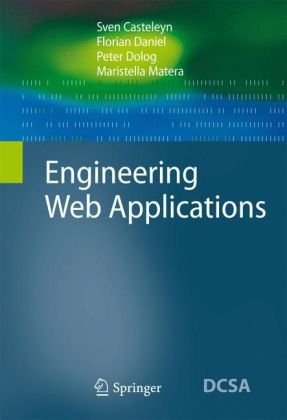 Sven Casteleyn
Florian Daniel
Peter Dolog
Maristella Matera
Engineering
Web Applications
Springer
DCSA